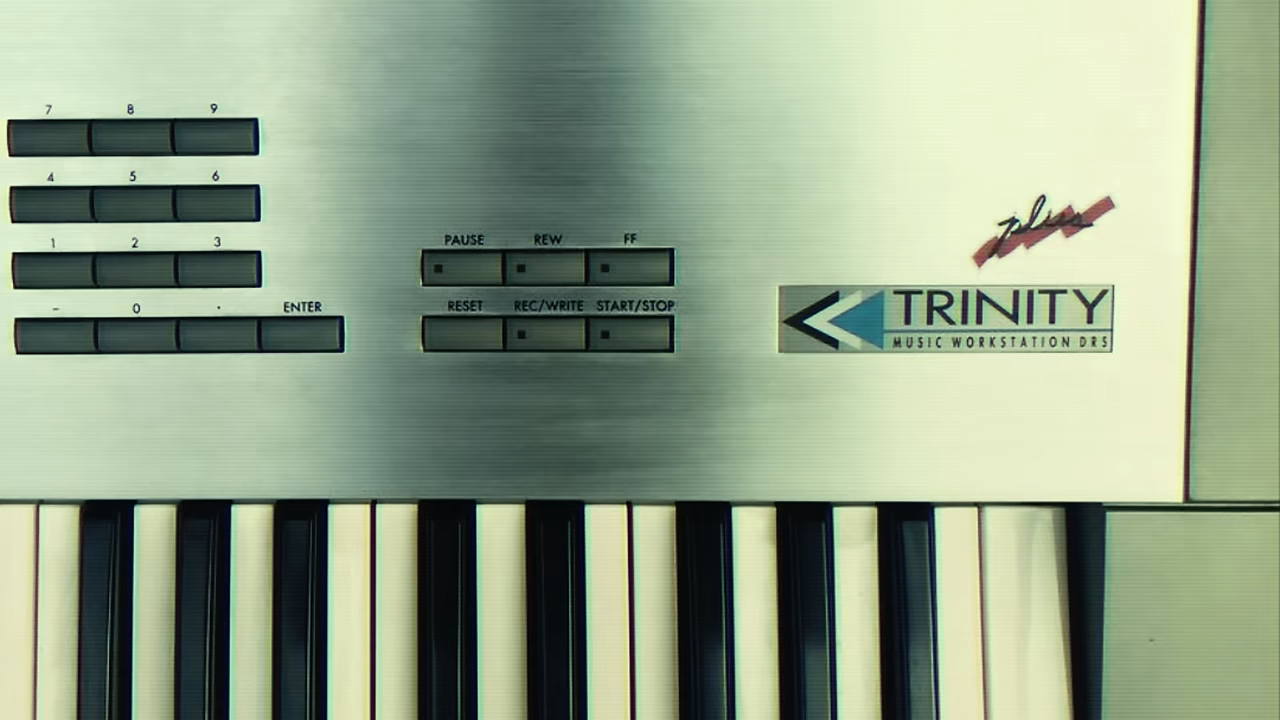 7 8 9
4 5 6
1 2 3
- 0 . ENTER
PAUSE REW FF
RESET REC/WRITE START/STOP
plus
TRINITY
MUSIC WORKSTATION DRS